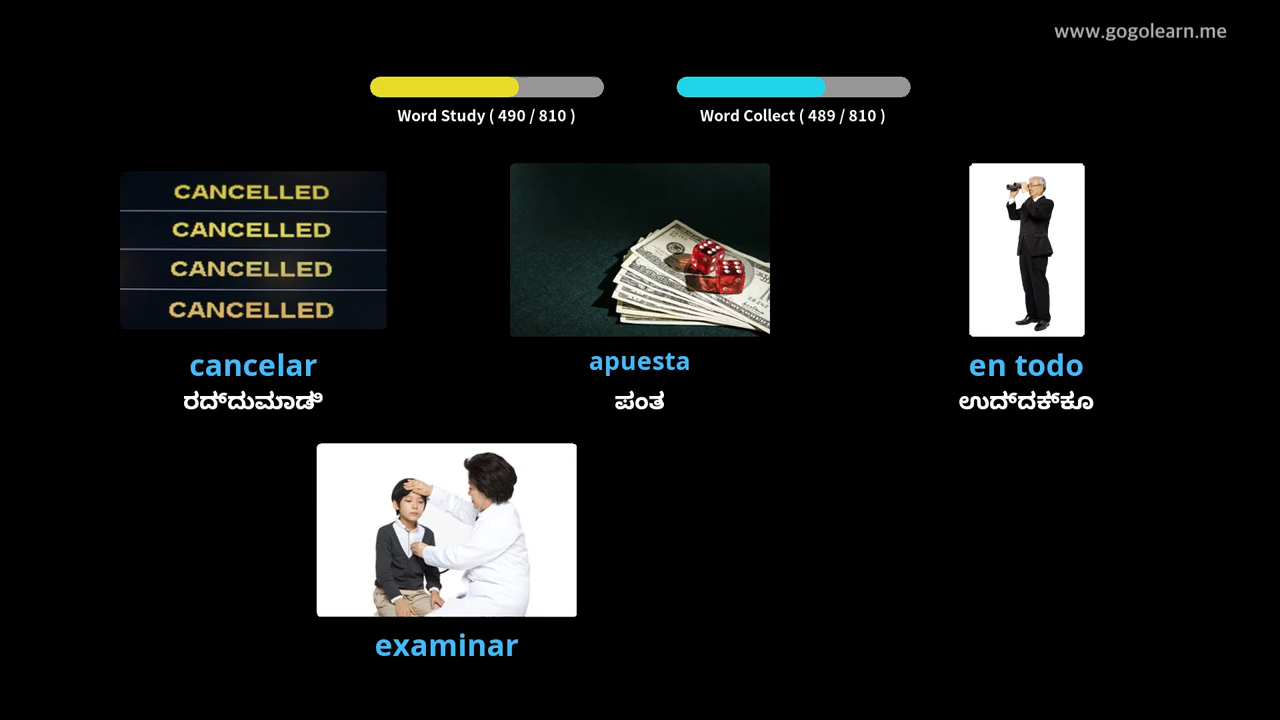 www.gogolearn.me
Word Study ( 490 / 810 )
Word Collect ( 489 / 810 )
CANCELLED
CANCELLED
CANCELLED
CANCELLED
cancelar
ರದ್ದುಮಾಡಿ
apuesta
ಪಂತ
en todo
ಉದ್ದಕ್ಕೂ
examinar